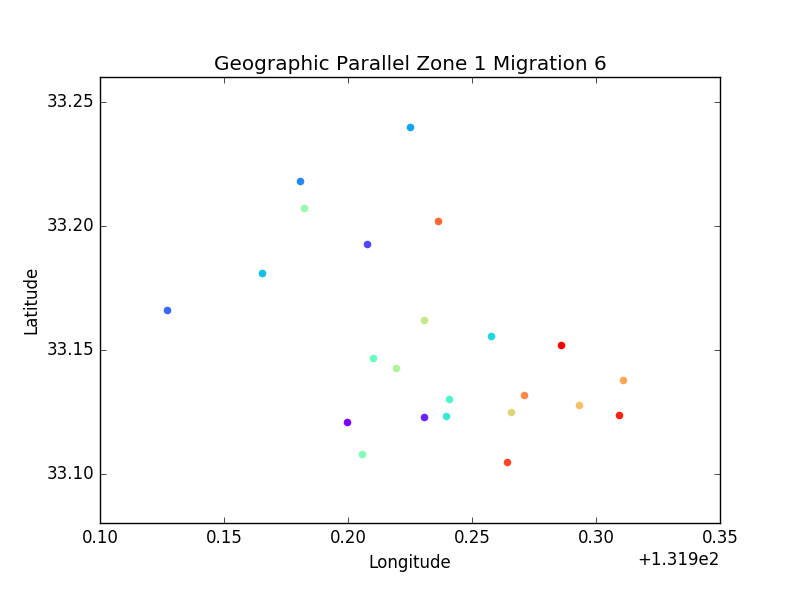 Geographic Parallel Zone 1 Migration 6
33.25
33.20
33.15
33.10
Latitude
0.10 0.15 0.20 0.25 0.30 0.35
Longitude
+1.319e2